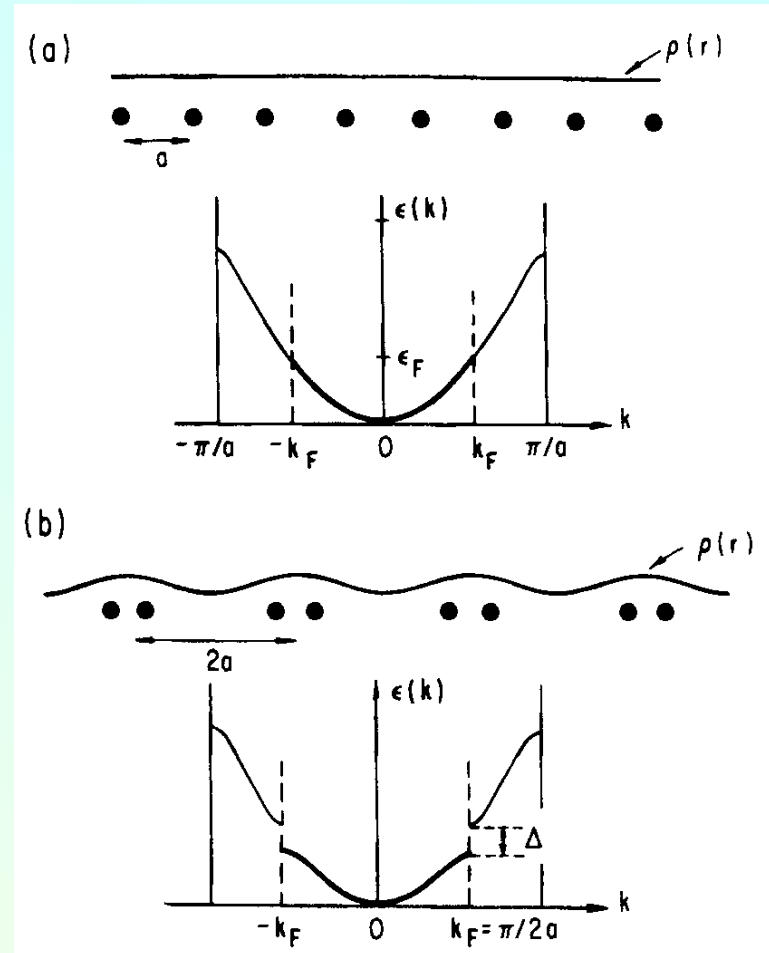 (a)
ρ(r)
a
ϵ(k)
ϵ_F
-π/a -k_F 0 k_F π/a k
(b)
ρ(r)
2a
ϵ(k)
Δ
-k_F 0 k_F = π/2a k